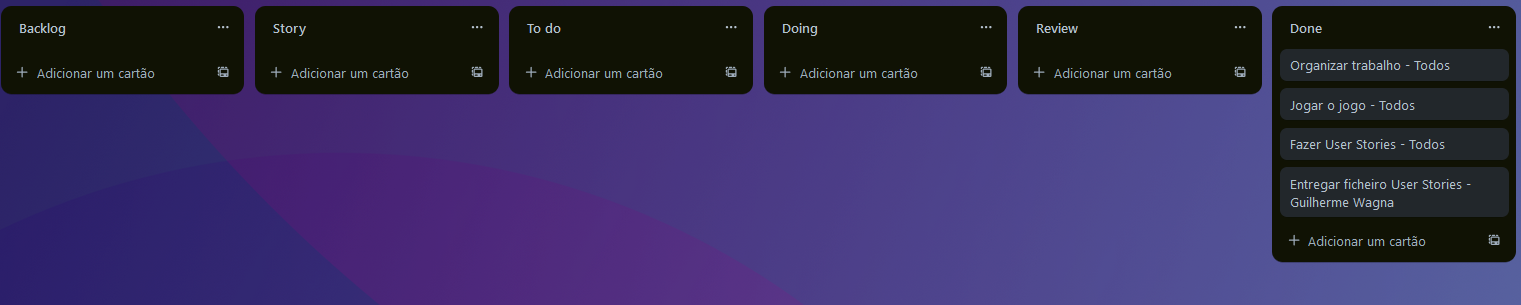 Backlog
Adicionar um cartão
Story
Adicionar um cartão
To do
Adicionar um cartão
Doing
Adicionar um cartão
Review
Adicionar um cartão
Done
Organizar trabalho - Todos
Jogar o jogo - Todos
Fazer User Stories - Todos
Entregar ficheiro User Stories -
Guilherme Wagna
Adicionar um cartão